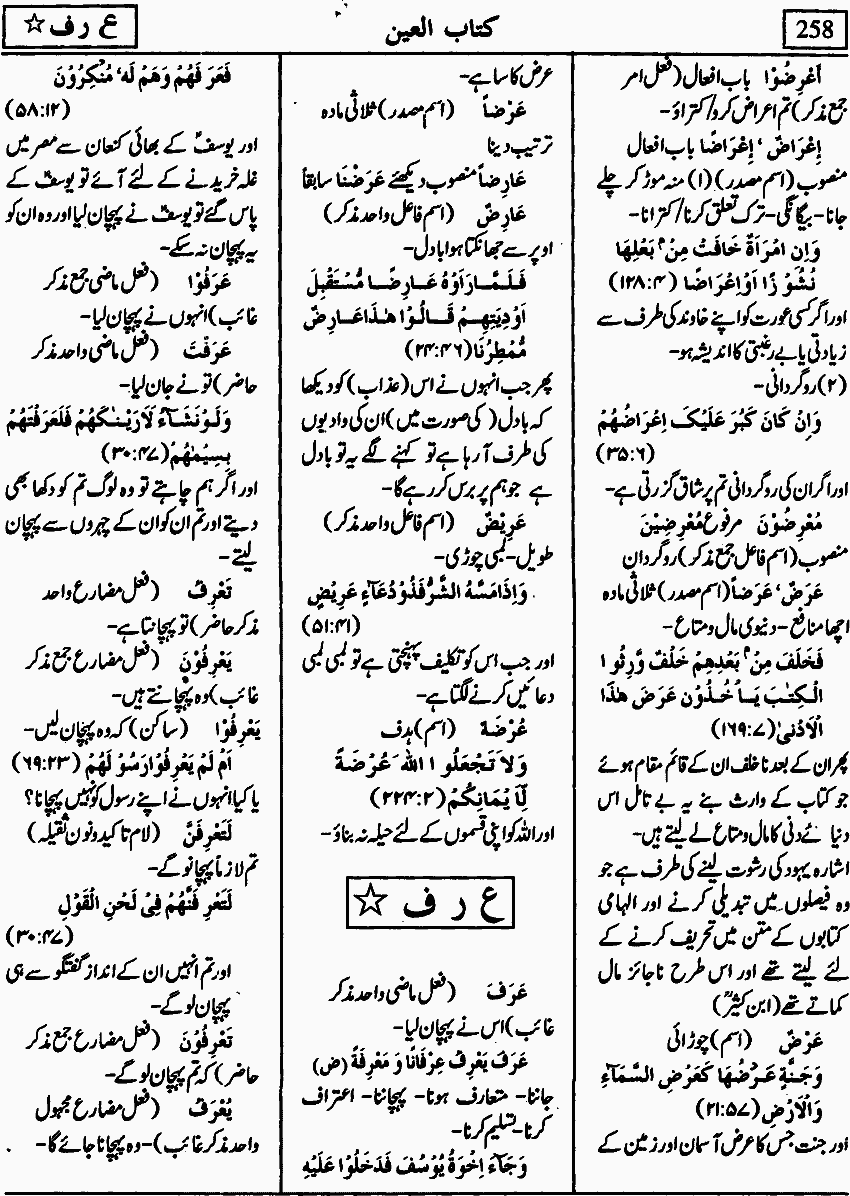 258
کتاب العین
ع ر ف ☆
اَعْرِضُوْا باب افعال (فعل امر
جمع مذکر) تم اعراض کرو/کتراؤ۔
اِعْرَاضٌ ' اِعْرَاضًا باب افعال
منصوب (اسم مصدر) (۱) منہ موڑ کر چلے
جانا۔ بیگانگی۔ ترک تعلق کرنا/کترانا۔
وَاِنِ امْرَاَةٌ خَافَتْ مِنْۢ بَعْلِهَا
نُشُوْزًا اَوْ اِعْرَاضًا (۱۲۸:۴)
اور اگر کسی عورت کو اپنے خاوند کی طرف سے
زیادتی یا بے رغبتی کا اندیشہ ہو۔
(۲) روگردانی۔
وَاِنْ كَانَ كَبُرَ عَلَيْكَ اِعْرَاضُهُمْ
(۳۵:۶)
اور اگر ان کی روگردانی تم پر شاق گزرتی ہے۔
مُعْرِضُوْنَ مرفوع مُعْرِضِيْنَ
منصوب (اسم فاعل جمع مذکر) روگردان
عَرَضٌ ' عَرَضاً (اسم مصدر) ثلاثی مادہ
اچھا منافع۔ دنیوی مال و متاع۔
فَخَلَفَ مِنْۢ بَعْدِهِمْ خَلْفٌ وَّرِثُوا
الْكِتٰبَ يَاْخُذُوْنَ عَرَضَ هٰذَا
الْاَدْنٰى (۱۶۹:۷)
پھر ان کے بعد ناخلف ان کے قائم مقام ہوئے
جو کتاب کے وارث بنے یہ بے تامل اس
دنیائے دنی کا مال و متاع لے لیتے ہیں۔
اشارہ یہود کی رشوت لینے کی طرف ہے جو
وہ فیصلوں میں تبدیلی کرنے اور الہامی
کتابوں کے متن میں تحریف کرنے کے
لئے لیتے تھے اور اس طرح ناجائز مال
کماتے تھے (ابن کثیرؒ)
عَرْضٌ (اسم) چوڑائی
وَجَنَّةٍ عَرْضُهَا كَعَرْضِ السَّمَآءِ
وَالْاَرْضِ (۲۱:۵۷)
اور جنت جس کا عرض آسمان اور زمین کے
عرض کا سا ہے۔
عَرْضاً (اسم مصدر) ثلاثی مادہ
ترتیب دینا
عَارِضاً منصوب دیکھئے عَرَضْنَا سابقاً
عَارِضٌ (اسم فاعل واحد مذکر)
اوپر سے جھانکتا ہوا بادل۔
فَلَمَّا رَاَوْهُ عَارِضًا مُّسْتَقْبِلَ
اَوْدِيَتِهِمْ قَالُوْا هٰذَا عَارِضٌ
مُّمْطِرُنَا (۲۴:۴۶)
پھر جب انہوں نے اس (عذاب) کو دیکھا
کہ بادل (کی صورت میں) ان کی وادیوں
کی طرف آ رہا ہے تو کہنے لگے یہ تو بادل
ہے جو ہم پر برس کر رہے گا۔
عَرِيْضٌ (اسم فاعل واحد مذکر)
طویل۔ لمبی چوڑی۔
وَاِذَا مَسَّهُ الشَّرُّ فَذُوْ دُعَآءٍ عَرِيْضٍ
(۵۱:۴۱)
اور جب اس کو تکلیف پہنچتی ہے تو لمبی لمبی
دعائیں کرنے لگتا ہے۔
عُرْضَةً (اسم) ہدف
وَلَا تَجْعَلُوا اللّٰهَ عُرْضَةً
لِّاَيْمَانِكُمْ (۲۲۴:۲)
اور اللہ کو اپنی قسموں کے لئے حیلہ نہ بناؤ۔
ع ر ف ☆
عَرَفَ (فعل ماضی واحد مذکر
غائب) اس نے پہچان لیا۔
عَرَفَ يَعْرِفُ عِرْفَانًا وَ مَعْرِفَةً (ض)
جاننا۔ متعارف ہونا۔ پہچاننا۔ اعتراف
کرنا۔ تسلیم کرنا۔
وَجَآءَ اِخْوَةُ يُوْسُفَ فَدَخَلُوْا عَلَيْهِ
فَعَرَفَهُمْ وَهُمْ لَهٗ مُنْكِرُوْنَ
(۵۸:۱۲)
اور یوسفؑ کے بھائی کنعان سے مصر میں
غلہ خریدنے کے لئے آئے تو یوسفؑ کے
پاس گئے تو یوسفؑ نے پہچان لیا اور وہ ان کو
یہ پہچان نہ سکے۔
عَرَفُوْا (فعل ماضی جمع مذکر
غائب) انہوں نے پہچان لیا۔
عَرَفْتَ (فعل ماضی واحد مذکر
حاضر) تو نے جان لیا۔
وَلَوْ نَشَآءُ لَاَرَيْنٰكَهُمْ فَلَعَرَفْتَهُمْ
بِسِيْمٰهُمْ (۳۰:۴۷)
اور اگر ہم چاہتے تو وہ لوگ تم کو دکھا بھی
دیتے اور تم ان کو ان کے چہروں سے پہچان
لیتے۔
تَعْرِفُ (فعل مضارع واحد
مذکر حاضر) تو پہچانتا ہے۔
يَعْرِفُوْنَ (فعل مضارع جمع مذکر
غائب) وہ پہچانتے ہیں۔
يَعْرِفُوْا (ساکن) کہ وہ پہچان لیں۔
اَمْ لَمْ يَعْرِفُوْا رَسُوْلَهُمْ (۶۹:۲۳)
یا کیا انہوں نے اپنے رسول کو نہیں پہچانا؟
لَتَعْرِفَنَّ (لام تاکید و نون ثقیلہ)
تم لازماً پہچانو گے۔
لَتَعْرِفَنَّهُمْ فِيْ لَحْنِ الْقَوْلِ
(۳۰:۴۷)
اور تم انہیں ان کے انداز گفتگو سے ہی
پہچان لو گے۔
تَعْرِفُوْنَ (فعل مضارع جمع مذکر
حاضر) کہ تم پہچان لو گے۔
يُعْرَفُ (فعل مضارع مجہول
واحد مذکر غائب)۔ وہ پہچانا جائے گا۔